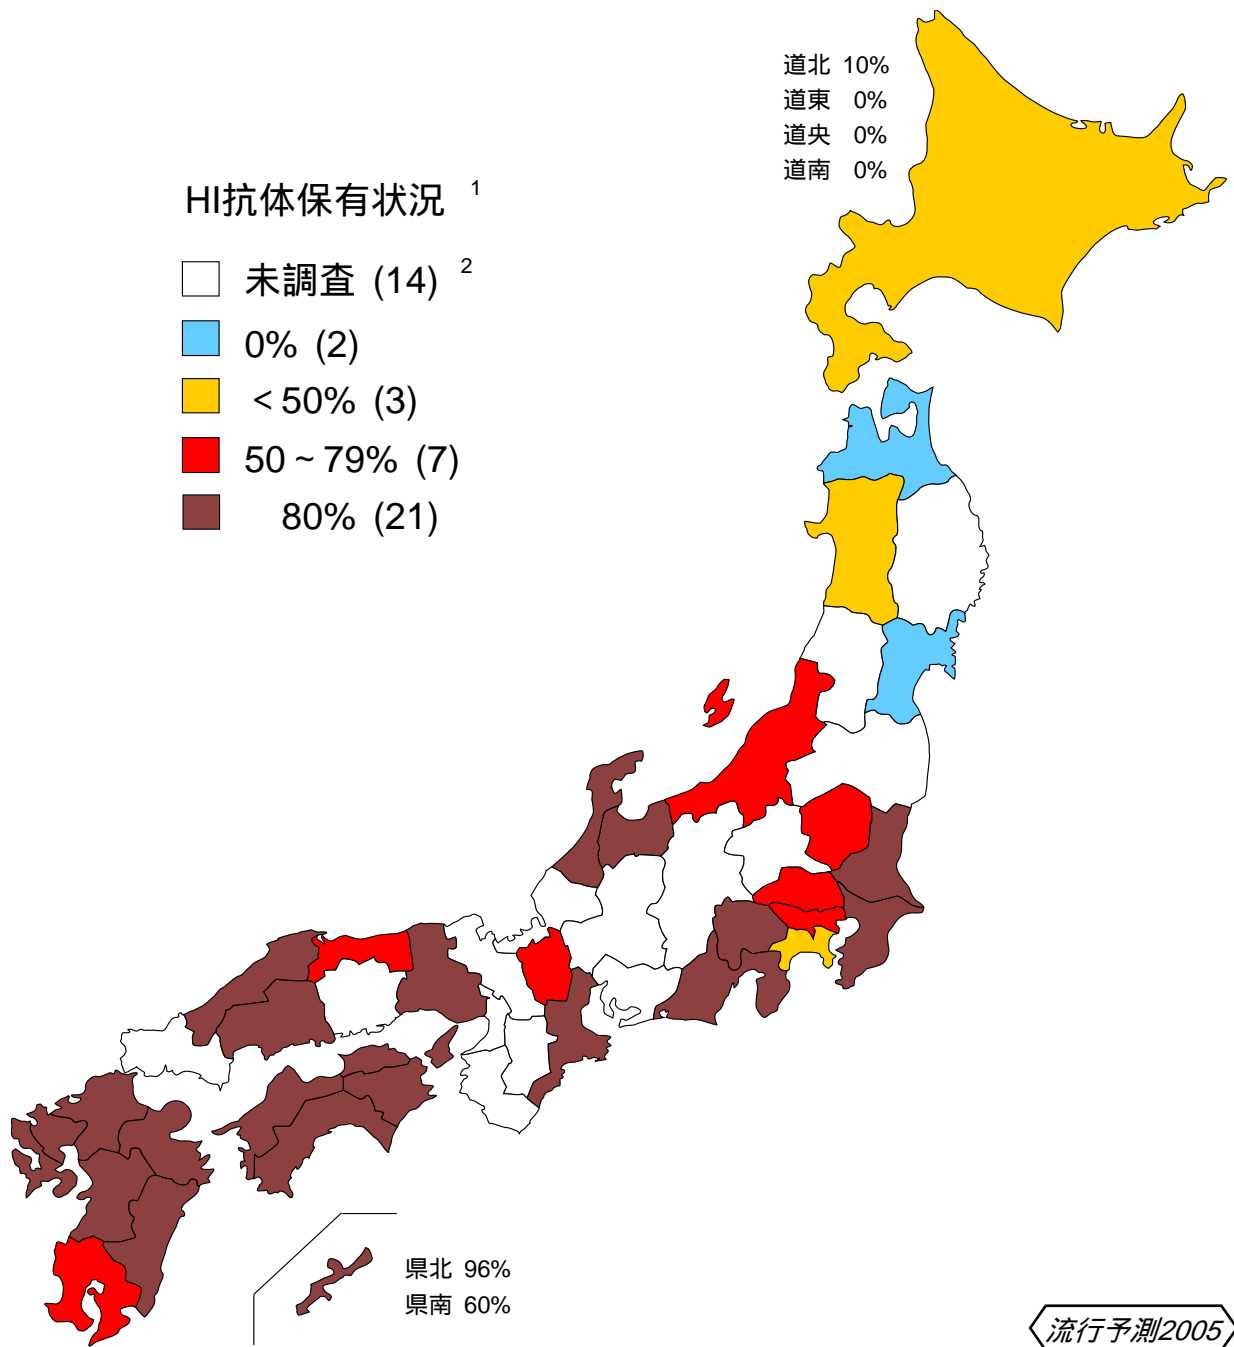 道北 10%
道東 0%
道央 0%
道南 0%
HI抗体保有状況 1
未調査 (14) 2
0% (2)
<50% (3)
50~79% (7)
80% (21)
県北 96%
県南 60%
流行予測2005